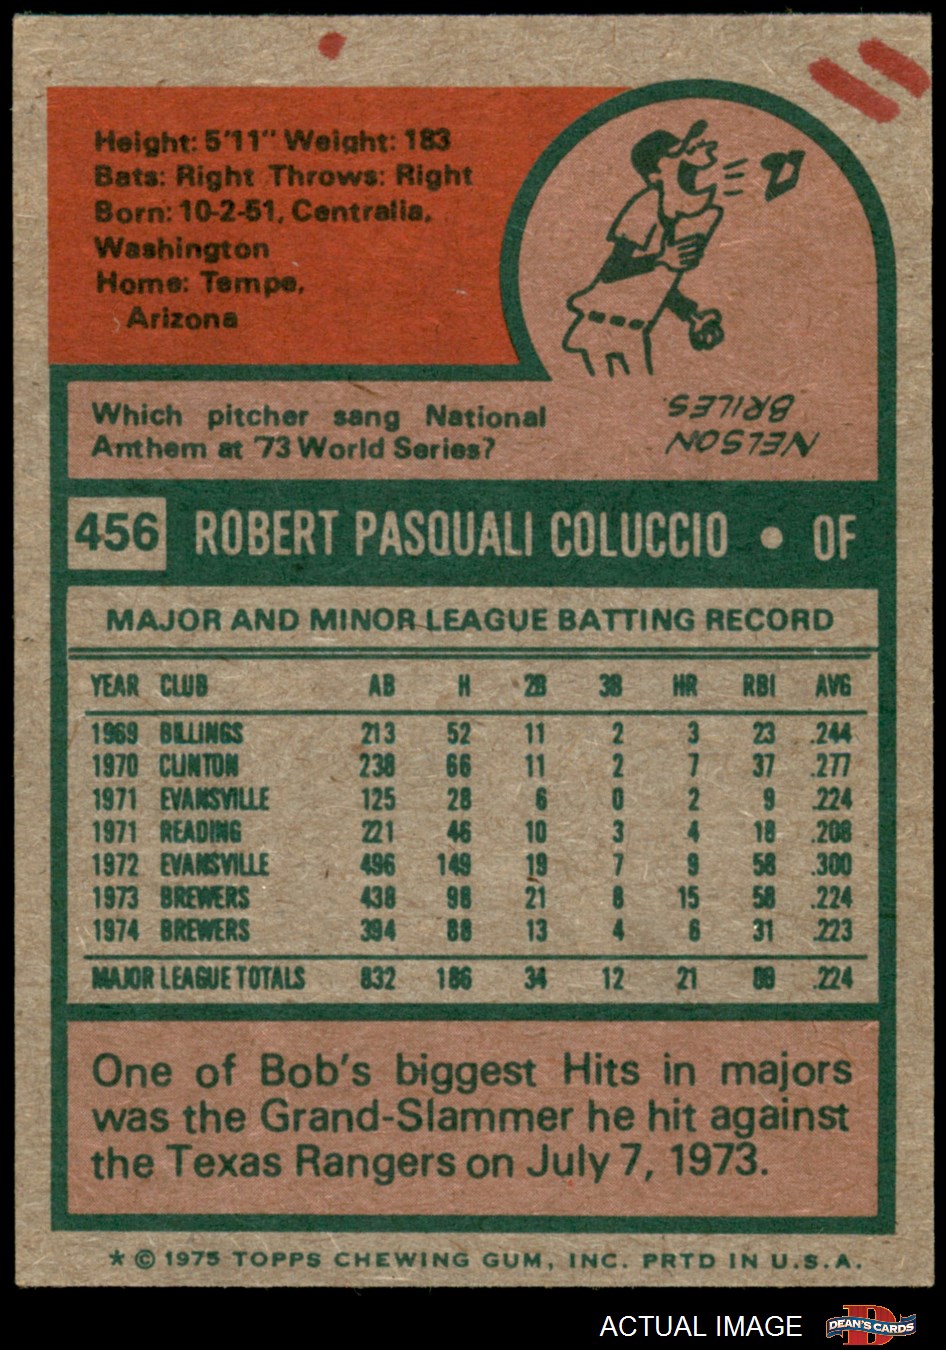 Height: 5'11" Weight: 183
Bats: Right Throws: Right
Born: 10-2-51, Centralia,
Washington
Home: Tempe,
Arizona
Which pitcher sang National
Anthem at '73 World Series?
NELSON
BRILES
456 ROBERT PASQUALI COLUCCIO • OF
MAJOR AND MINOR LEAGUE BATTING RECORD
YEAR CLUB AB H 2B 3B HR RBI AVG
1969 BILLINGS 213 52 11 2 3 23 .244
1970 CLINTON 238 66 11 2 7 37 .277
1971 EVANSVILLE 125 28 6 0 2 9 .224
1971 READING 221 46 10 3 4 18 .208
1972 EVANSVILLE 496 149 19 7 9 58 .300
1973 BREWERS 438 98 21 8 15 58 .224
1974 BREWERS 394 88 13 4 6 31 .223
MAJOR LEAGUE TOTALS 832 186 34 12 21 89 .224
One of Bob's biggest Hits in majors
was the Grand-Slammer he hit against
the Texas Rangers on July 7, 1973.
* © 1975 TOPPS CHEWING GUM, INC. PRTD IN U.S.A.
ACTUAL IMAGE
D
DEAN'S CARDS